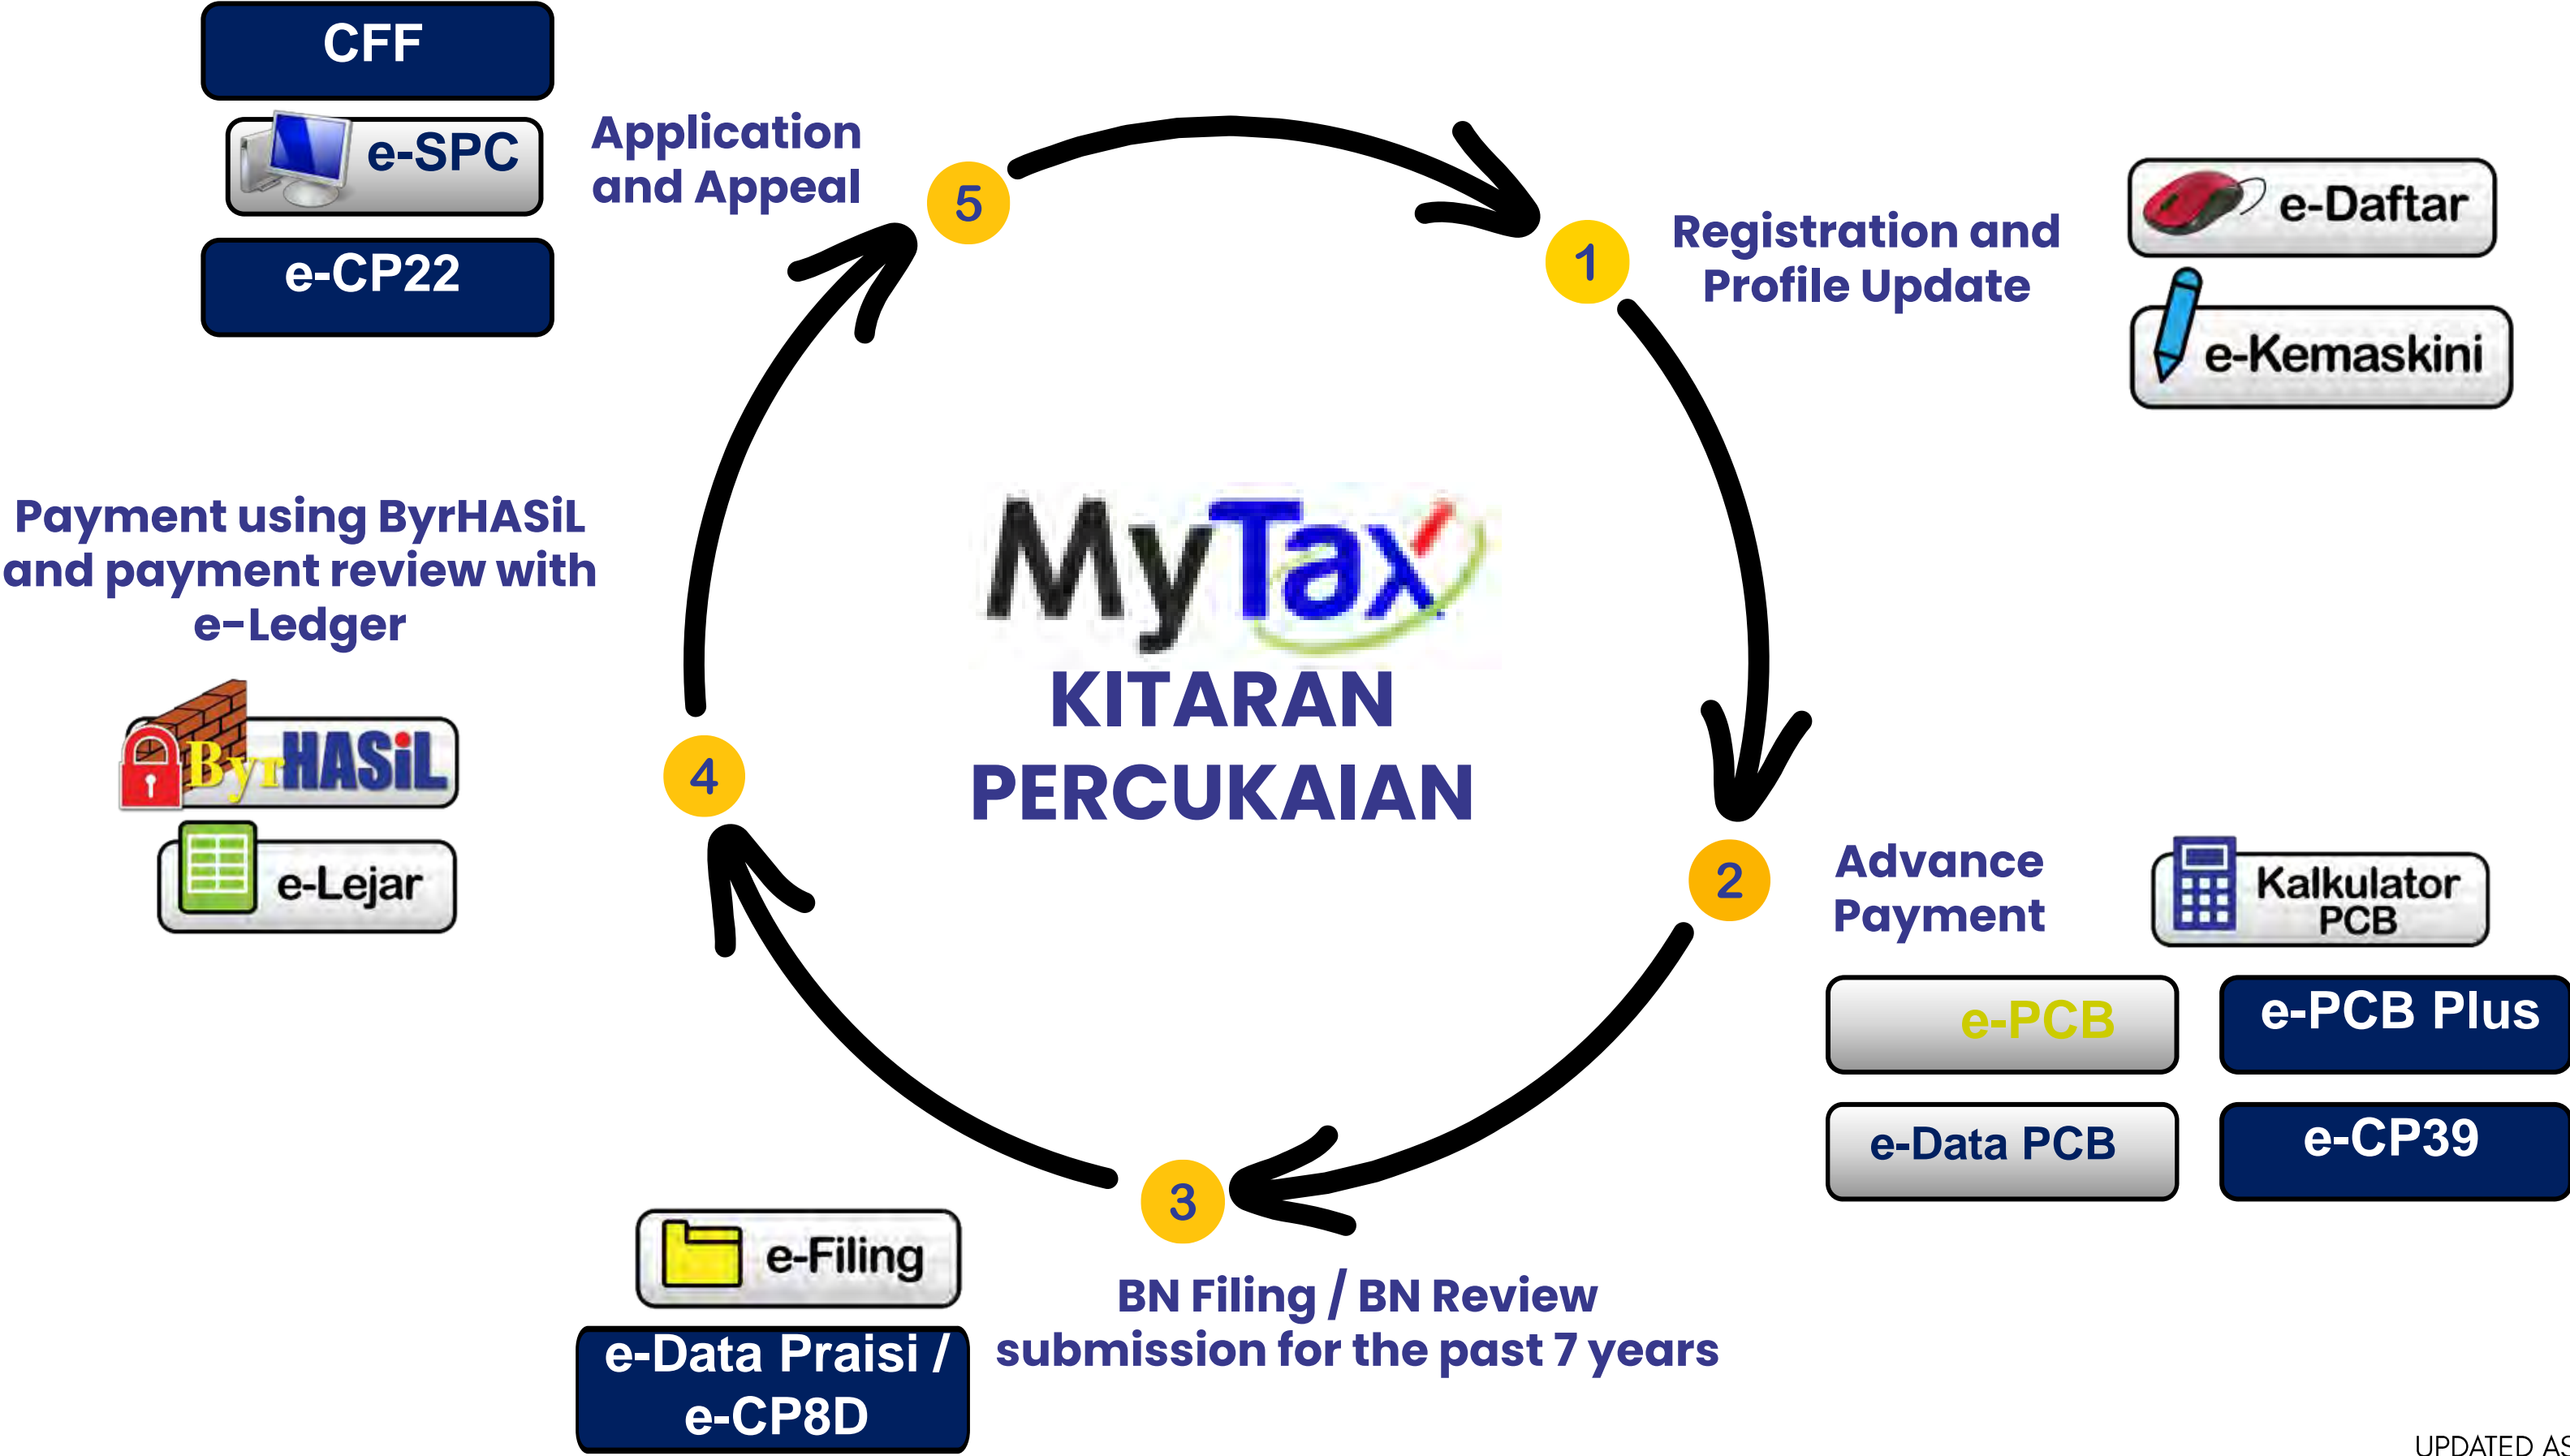 CFF
e-SPC
e-CP22
Application
and Appeal
5
1
Registration and
Profile Update
e-Daftar
e-Kemaskini
Payment using ByrHASiL
and payment review with
e-Ledger
ByrHASiL
e-Lejar
4
MyTax
KITARAN
PERCUKAIAN
2
Advance
Payment
Kalkulator
PCB
e-PCB
e-PCB Plus
e-Data PCB
e-CP39
3
e-Filing
e-Data Praisi /
e-CP8D
BN Filing / BN Review
submission for the past 7 years
UPDATED AS